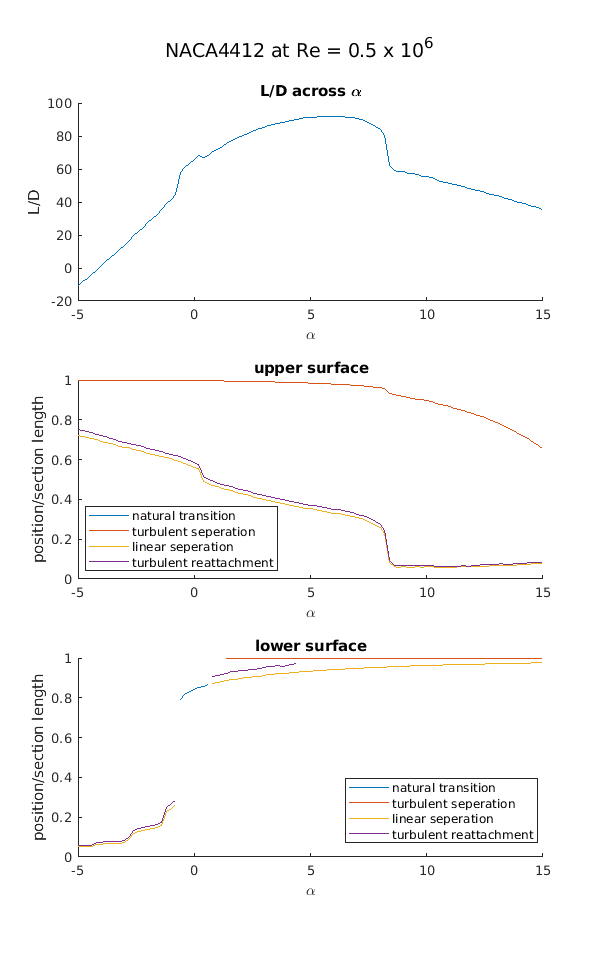 NACA4412 at Re = 0.5 x 10^6
L/D across α
100
80
60
40
20
0
-20
L/D
-5 0 5 10 15
α
upper surface
1
0.8
0.6
0.4
0.2
0
position/section length
natural transition
turbulent seperation
linear seperation
turbulent reattachment
-5 0 5 10 15
α
lower surface
1
0.8
0.6
0.4
0.2
0
position/section length
natural transition
turbulent seperation
linear seperation
turbulent reattachment
-5 0 5 10 15
α